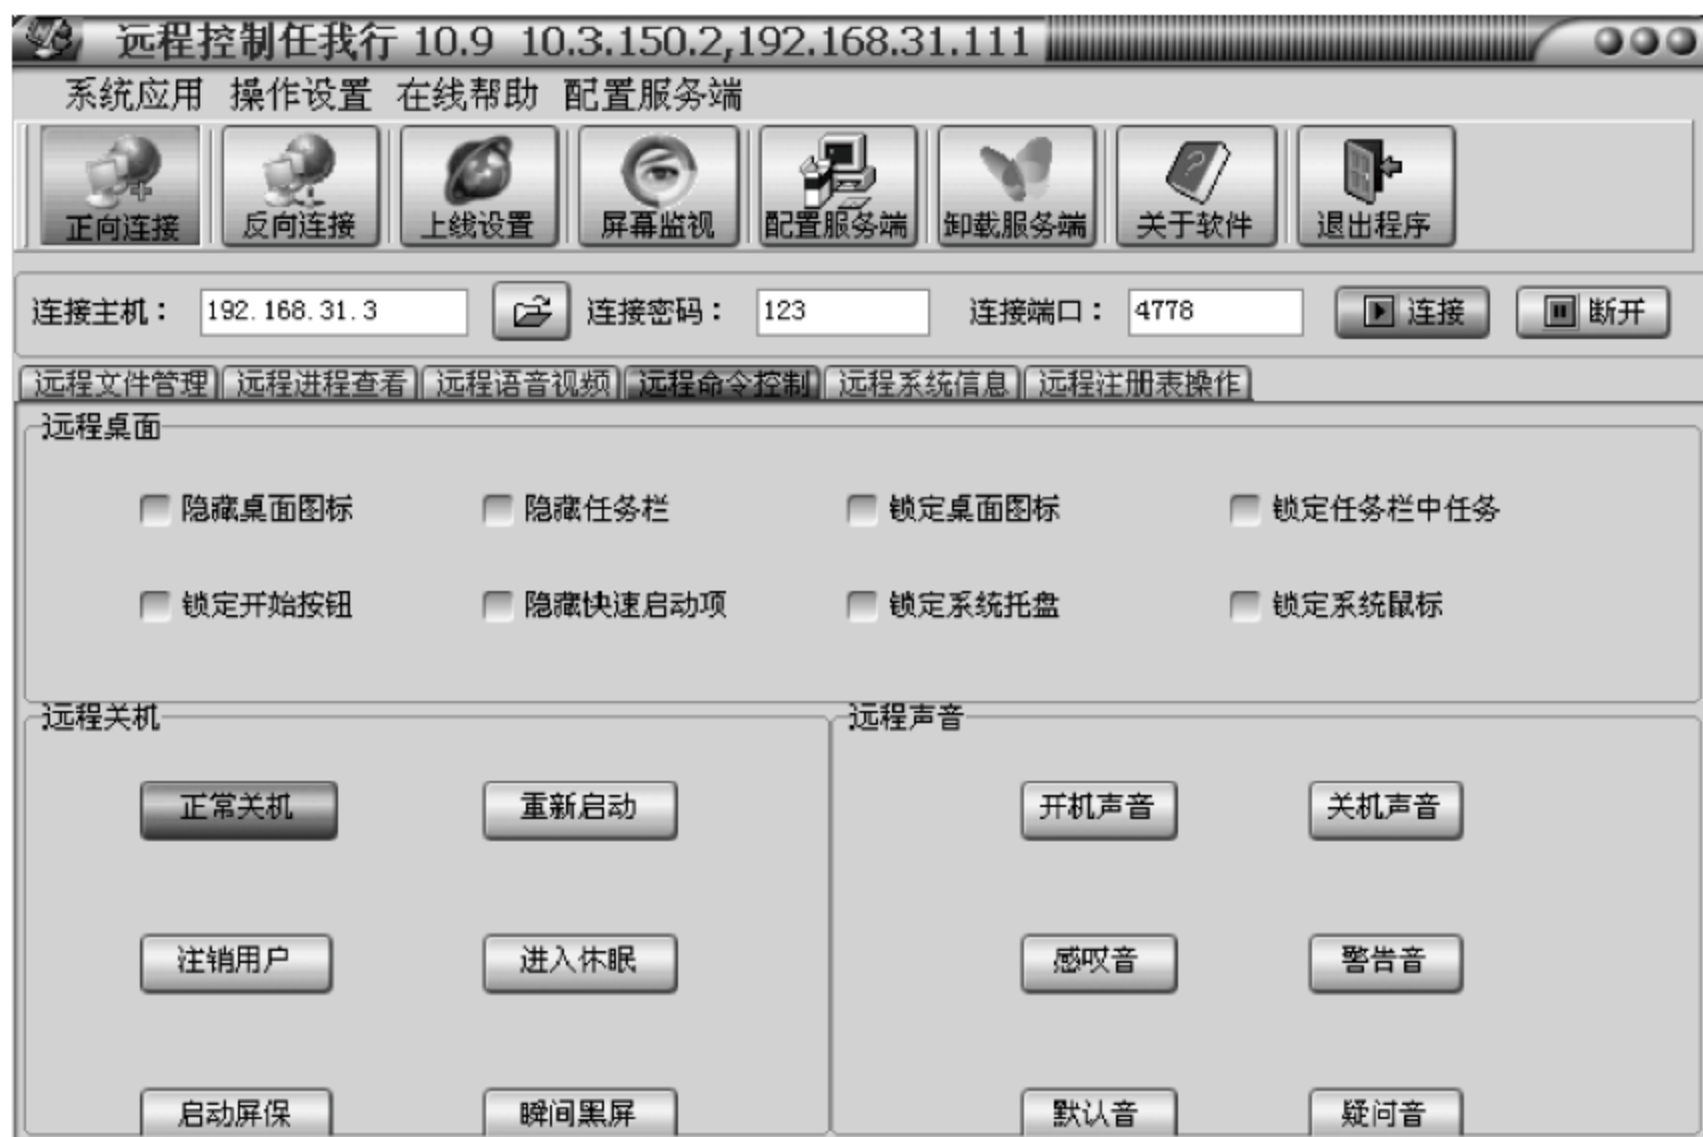 远程控制任我行 10.9 10.3.150.2,192.168.31.111
系统应用 操作设置 在线帮助 配置服务端
正向连接 反向连接 上线设置 屏幕监视 配置服务端 卸载服务端 关于软件 退出程序
连接主机： 192.168.31.3 连接密码： 123 连接端口： 4778 连接 断开
远程文件管理 远程进程查看 远程语音视频 远程命令控制 远程系统信息 远程注册表操作
远程桌面
隐藏桌面图标 隐藏任务栏 锁定桌面图标 锁定任务栏中任务
锁定开始按钮 隐藏快速启动项 锁定系统托盘 锁定系统鼠标
远程关机 远程声音
正常关机 重新启动 开机声音 关机声音
注销用户 进入休眠 感叹音 警告音
启动屏保 瞬间黑屏 默认音 疑问音